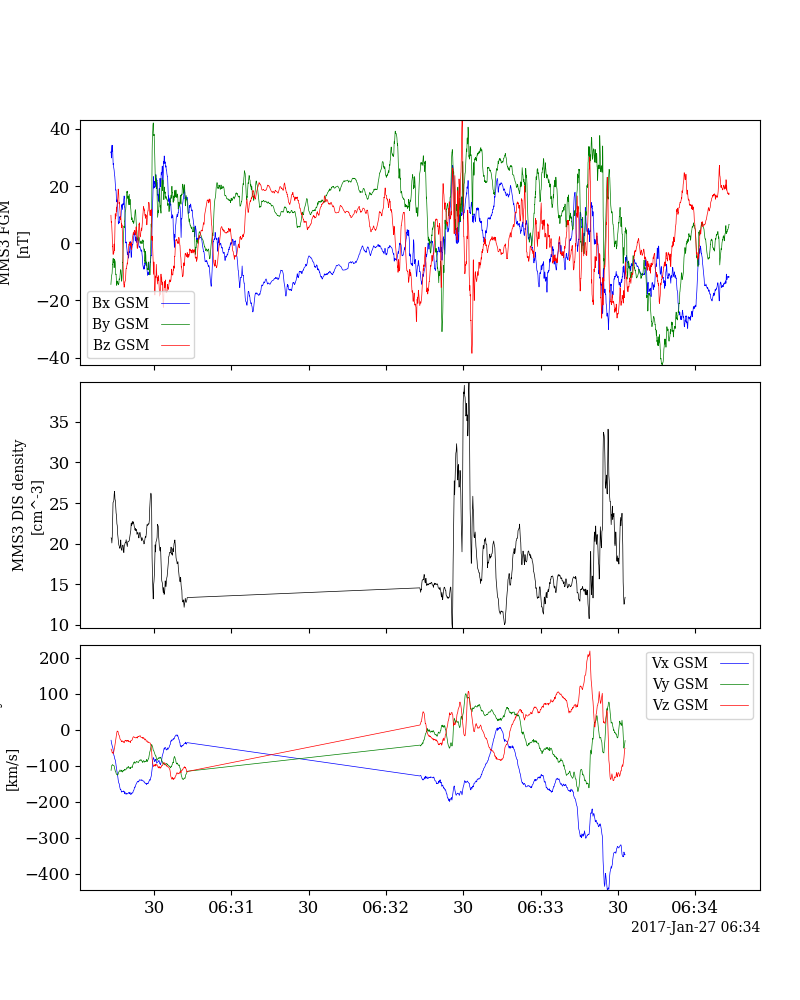 40
20
0
−20
−40
MMS3 FGM
[nT]
Bx GSM
By GSM
Bz GSM
35
30
25
20
15
10
MMS3 DIS density
[cm^-3]
200
100
0
−100
−200
−300
−400
[km/s]
Vx GSM
Vy GSM
Vz GSM
30 06:31 30 06:32 30 06:33 30 06:34
2017-Jan-27 06:34